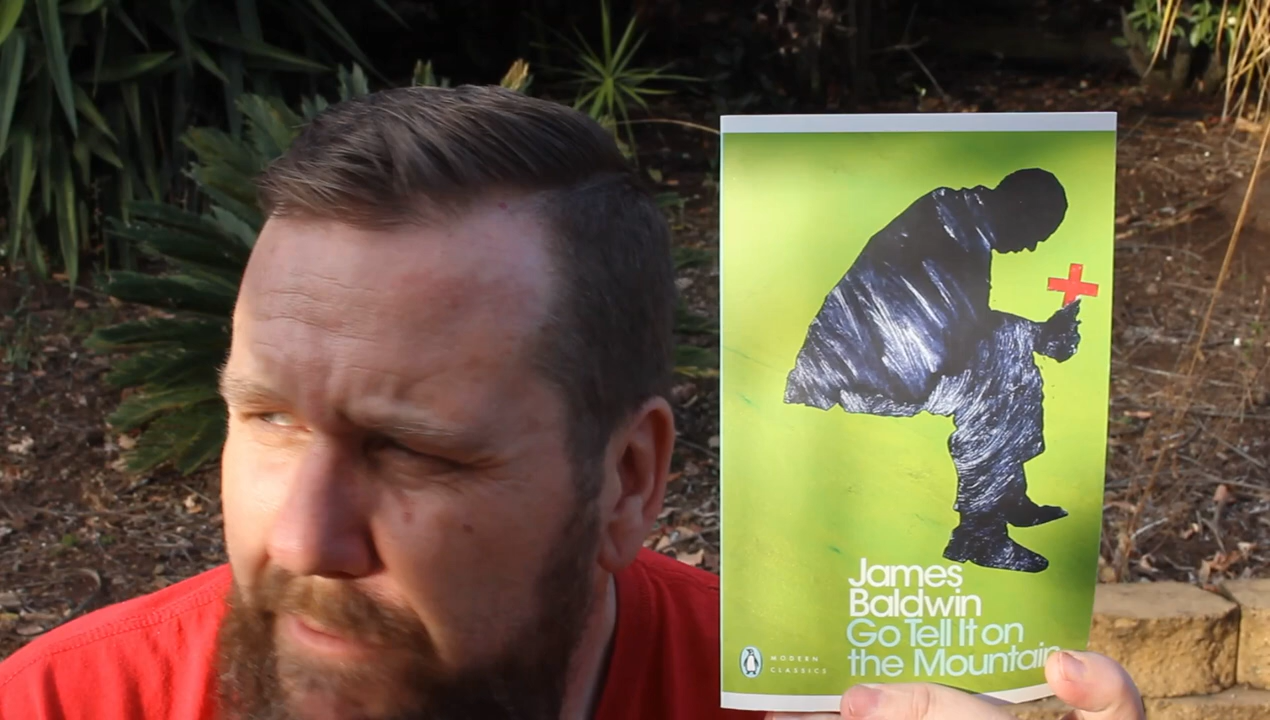 James
Baldwin
Go Tell It on
the Mountain
MODERN
CLASSICS